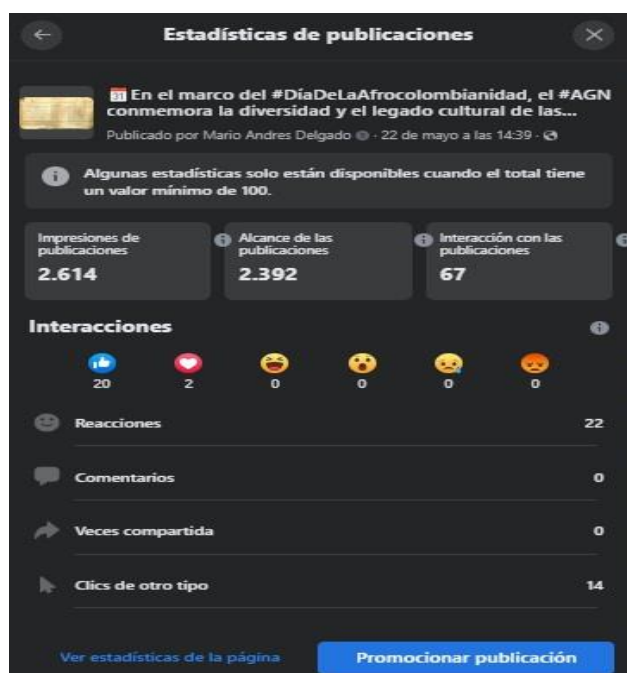 Estadísticas de publicaciones
En el marco del #DíaDeLaAfrocolombianidad, el #AGN
conmemora la diversidad y el legado cultural de las...
Publicado por Mario Andres Delgado · 22 de mayo a las 14:39 ·
Algunas estadísticas solo están disponibles cuando el total tiene
un valor mínimo de 100.
Impresiones de
publicaciones
2.614
Alcance de las
publicaciones
2.392
Interacción con las
publicaciones
67
Interacciones
20 2 0 0 0 0
Reacciones 22
Comentarios 0
Veces compartida 0
Clics de otro tipo 14
Ver estadísticas de la página
Promocionar publicación